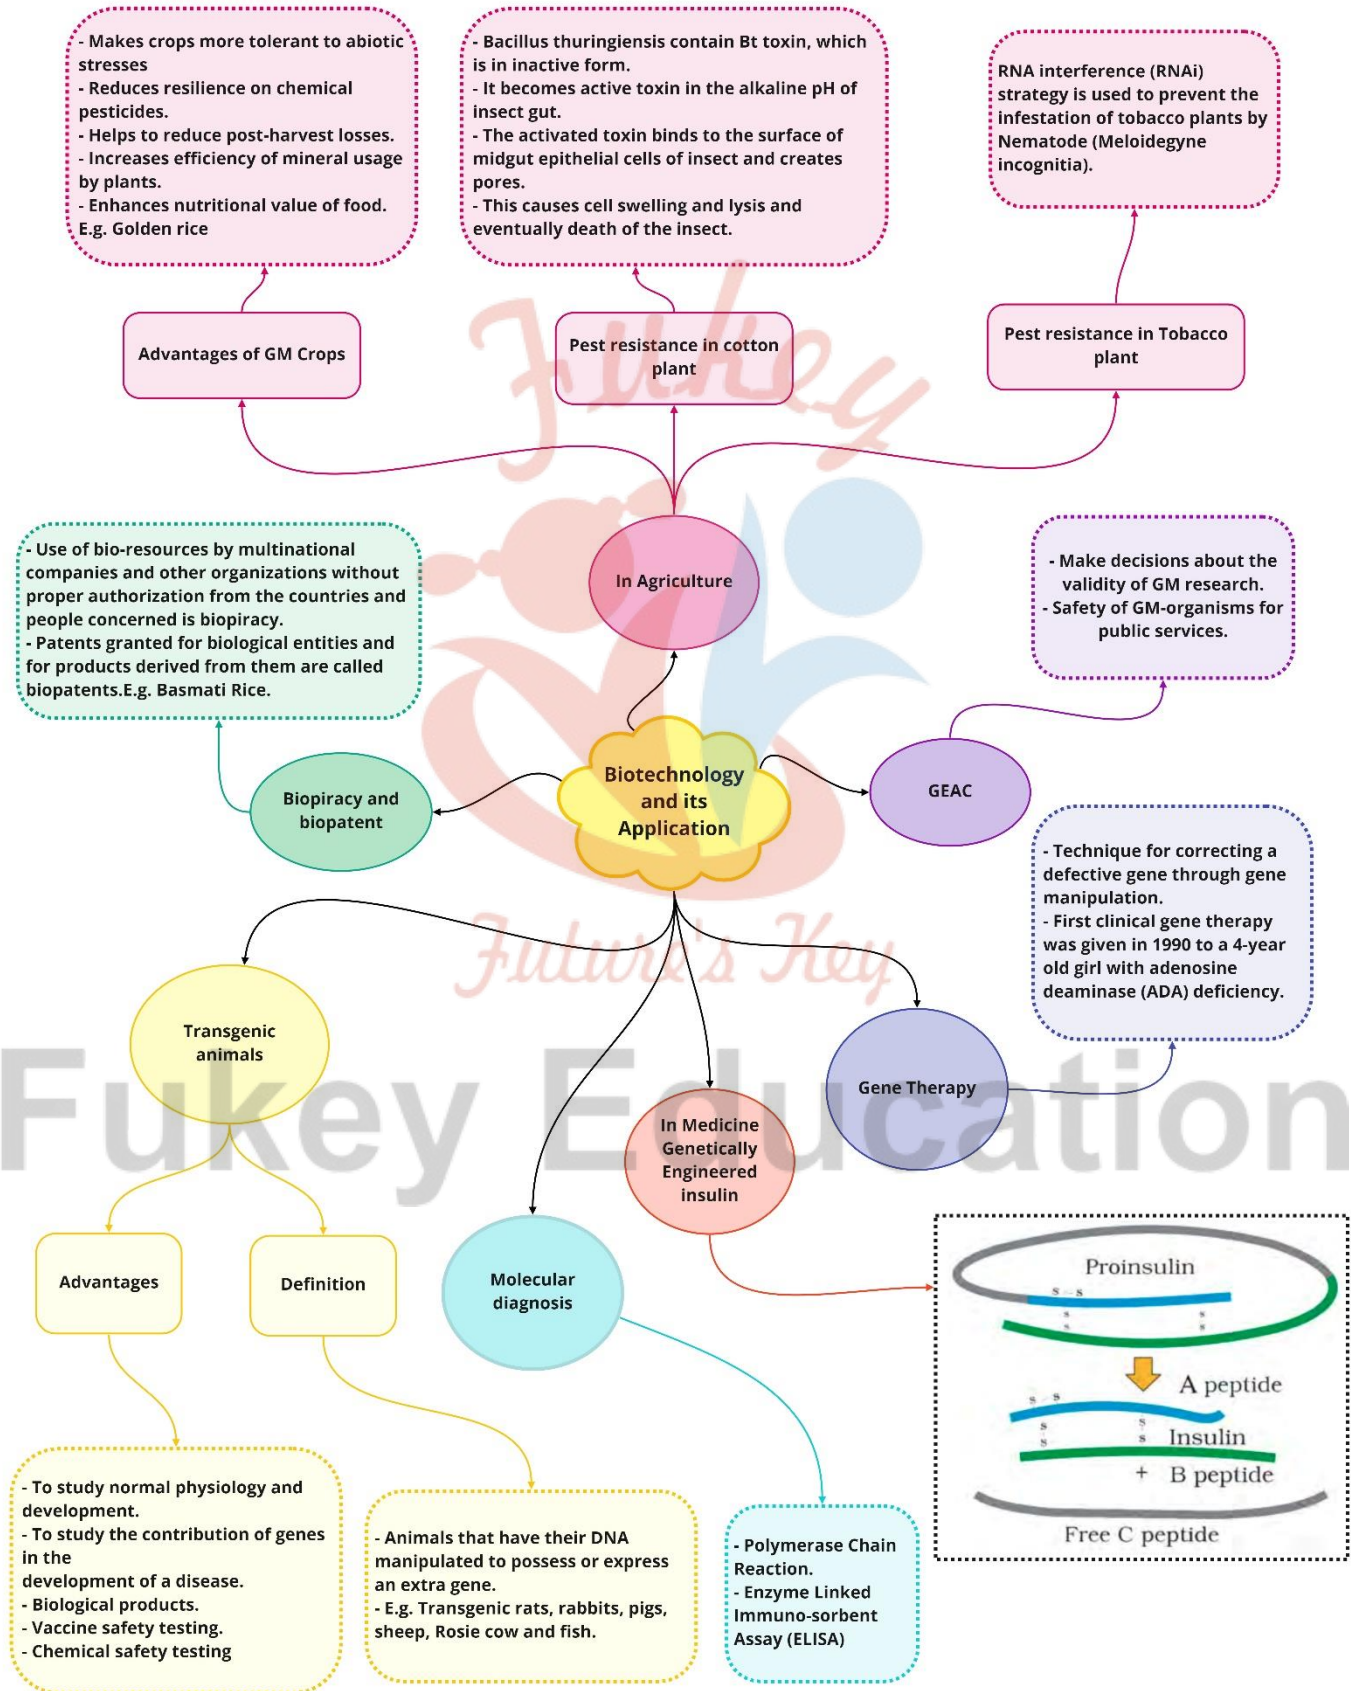 - Makes crops more tolerant to abiotic
stresses
- Reduces resilience on chemical
pesticides.
- Helps to reduce post-harvest losses.
- Increases efficiency of mineral usage
by plants.
- Enhances nutritional value of food.
E.g. Golden rice
- Bacillus thuringiensis contain Bt toxin, which
is in inactive form.
- It becomes active toxin in the alkaline pH of
insect gut.
- The activated toxin binds to the surface of
midgut epithelial cells of insect and creates
pores.
- This causes cell swelling and lysis and
eventually death of the insect.
RNA interference (RNAi)
strategy is used to prevent the
infestation of tobacco plants by
Nematode (Meloidegyne
incognitia).
Advantages of GM Crops
Pest resistance in cotton
plant
Pest resistance in Tobacco
plant
Fukey
In Agriculture
- Use of bio-resources by multinational
companies and other organizations without
proper authorization from the countries and
people concerned is biopiracy.
- Patents granted for biological entities and
for products derived from them are called
biopatents.E.g. Basmati Rice.
- Make decisions about the
validity of GM research.
- Safety of GM-organisms for
public services.
Biopiracy and
biopatent
Biotechnology
and its
Application
GEAC
- Technique for correcting a
defective gene through gene
manipulation.
- First clinical gene therapy
was given in 1990 to a 4-year
old girl with adenosine
deaminase (ADA) deficiency.
Future's Key
Transgenic
animals
Gene Therapy
Fukey Education
In Medicine
Genetically
Engineered
insulin
Advantages
Definition
Molecular
diagnosis
Proinsulin
s - s
s s
s s
A peptide
s - s
s s
s s
Insulin
+ B peptide
Free C peptide
- To study normal physiology and
development.
- To study the contribution of genes
in the
development of a disease.
- Biological products.
- Vaccine safety testing.
- Chemical safety testing
- Animals that have their DNA
manipulated to possess or express
an extra gene.
- E.g. Transgenic rats, rabbits, pigs,
sheep, Rosie cow and fish.
- Polymerase Chain
Reaction.
- Enzyme Linked
Immuno-sorbent
Assay (ELISA)